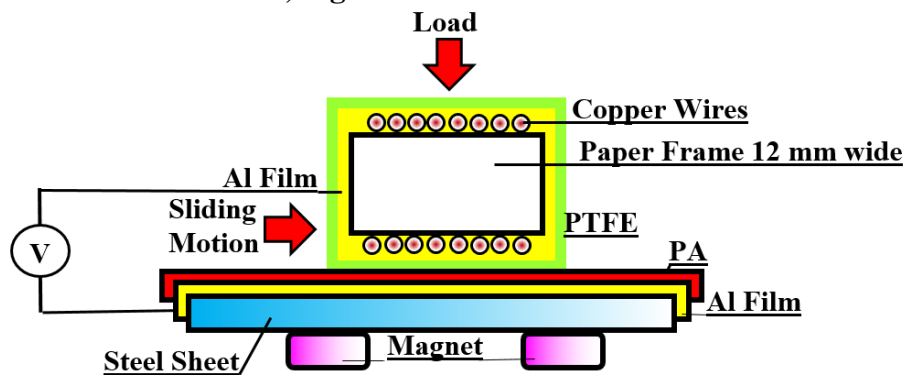 Load
Copper Wires
Paper Frame 12 mm wide
Al Film
Sliding
Motion
PTFE
V
PA
Al Film
Magnet
Steel Sheet